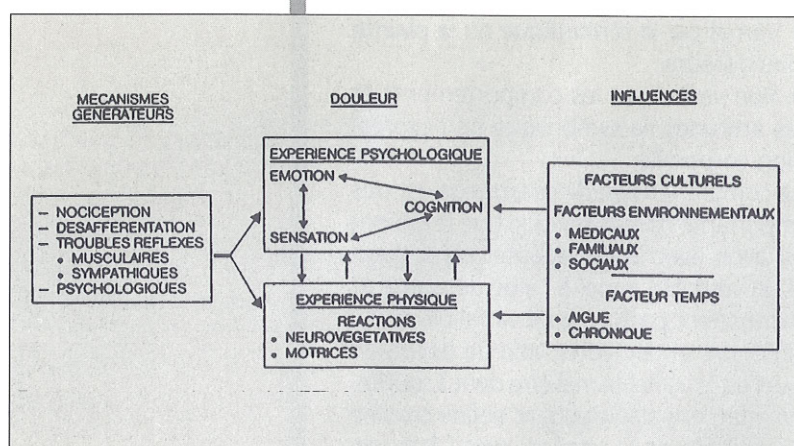 MECANISMES
GENERATEURS
DOULEUR
INFLUENCES
– NOCICEPTION
– DESAFFERENTATION
– TROUBLES REFLEXES
• MUSCULAIRES
• SYMPATHIQUES
– PSYCHOLOGIQUES
EXPERIENCE PSYCHOLOGIQUE
EMOTION
COGNITION
SENSATION
EXPERIENCE PHYSIQUE
REACTIONS
• NEUROVEGETATIVES
• MOTRICES
FACTEURS CULTURELS
FACTEURS ENVIRONNEMENTAUX
• MEDICAUX
• FAMILIAUX
• SOCIAUX
FACTEUR TEMPS
• AIGUE
• CHRONIQUE